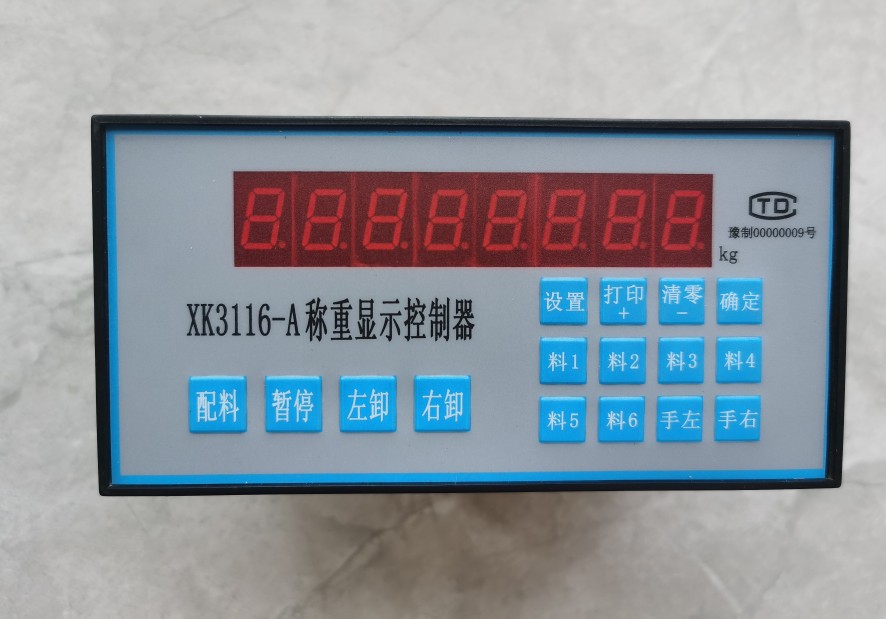 8.8.8.8.8.8.8.8.
TD
豫制00000009号
kg
XK3116-A称重显示控制器
设置 打印+ 清零- 确定
料1 料2 料3 料4
配料 暂停 左卸 右卸
料5 料6 手左 手右